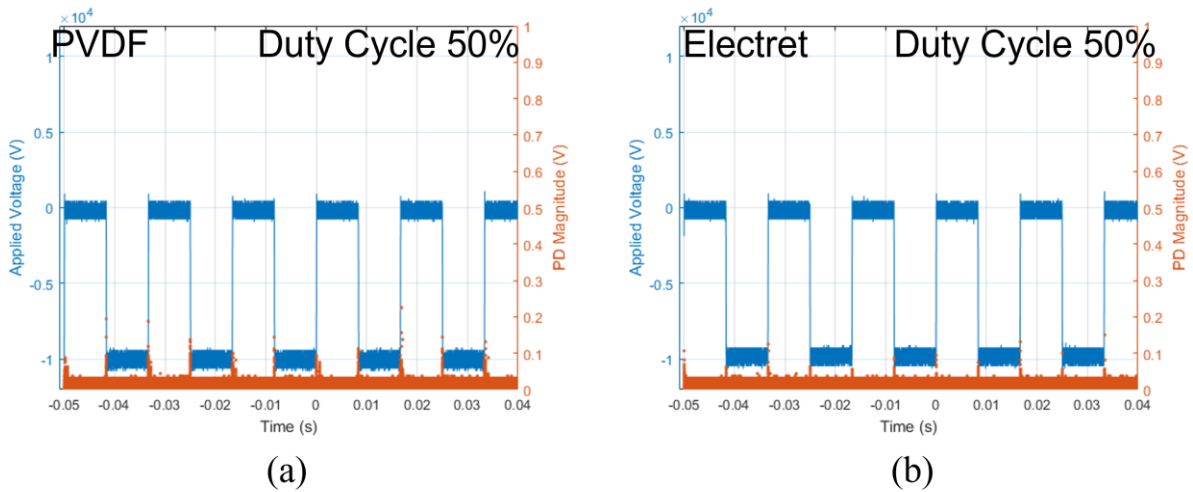 ×10⁴
PVDF Duty Cycle 50%
1
0.5
0
-0.5
-1
Applied Voltage (V)
1
0.9
0.8
0.7
0.6
0.5
0.4
0.3
0.2
0.1
0
PD Magnitude (V)
-0.05 -0.04 -0.03 -0.02 -0.01 0 0.01 0.02 0.03 0.04
Time (s)
(a)
×10⁴
Electret Duty Cycle 50%
1
0.5
0
-0.5
-1
Applied Voltage (V)
1
0.9
0.8
0.7
0.6
0.5
0.4
0.3
0.2
0.1
0
PD Magnitude (V)
-0.05 -0.04 -0.03 -0.02 -0.01 0 0.01 0.02 0.03 0.04
Time (s)
(b)